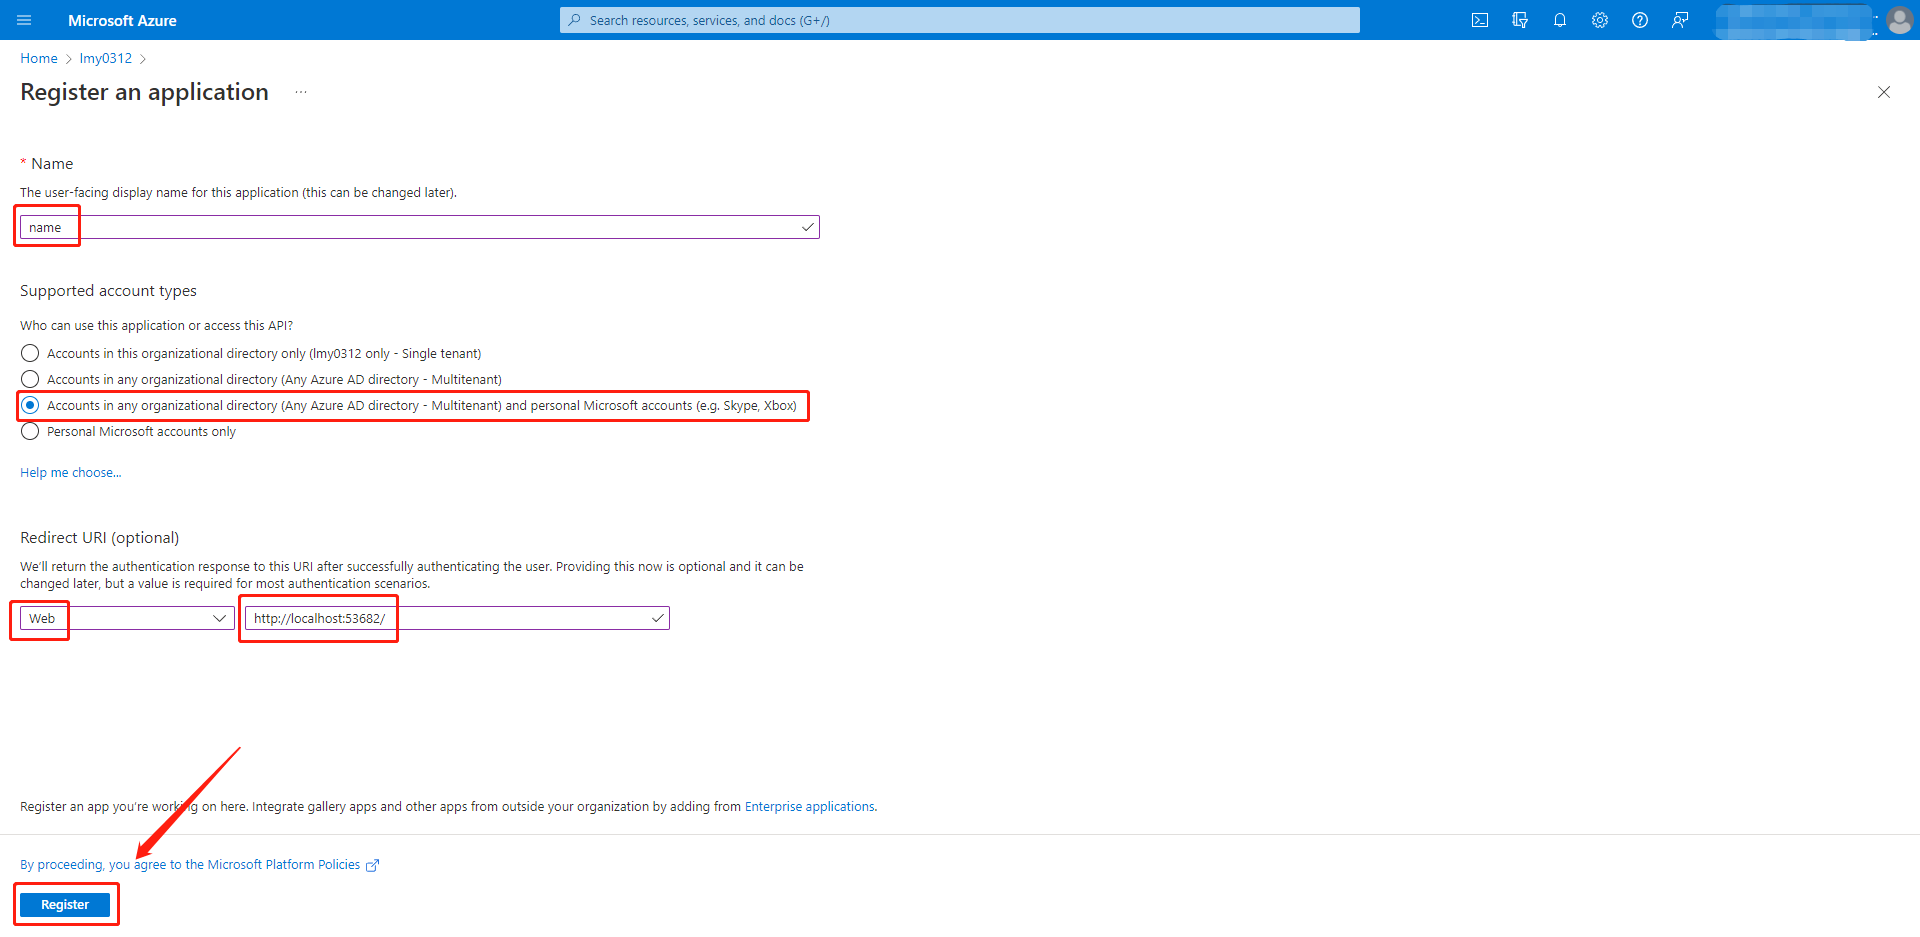 Microsoft Azure
Search resources, services, and docs (G+/)
Home > lmy0312 >
Register an application ...
* Name
The user-facing display name for this application (this can be changed later).
name
Supported account types
Who can use this application or access this API?
Accounts in this organizational directory only (lmy0312 only - Single tenant)
Accounts in any organizational directory (Any Azure AD directory - Multitenant)
Accounts in any organizational directory (Any Azure AD directory - Multitenant) and personal Microsoft accounts (e.g. Skype, Xbox)
Personal Microsoft accounts only
Help me choose...
Redirect URI (optional)
We'll return the authentication response to this URI after successfully authenticating the user. Providing this now is optional and it can be
changed later, but a value is required for most authentication scenarios.
Web
http://localhost:53682/
Register an app you're working on here. Integrate gallery apps and other apps from outside your organization by adding from Enterprise applications.
By proceeding, you agree to the Microsoft Platform Policies
Register